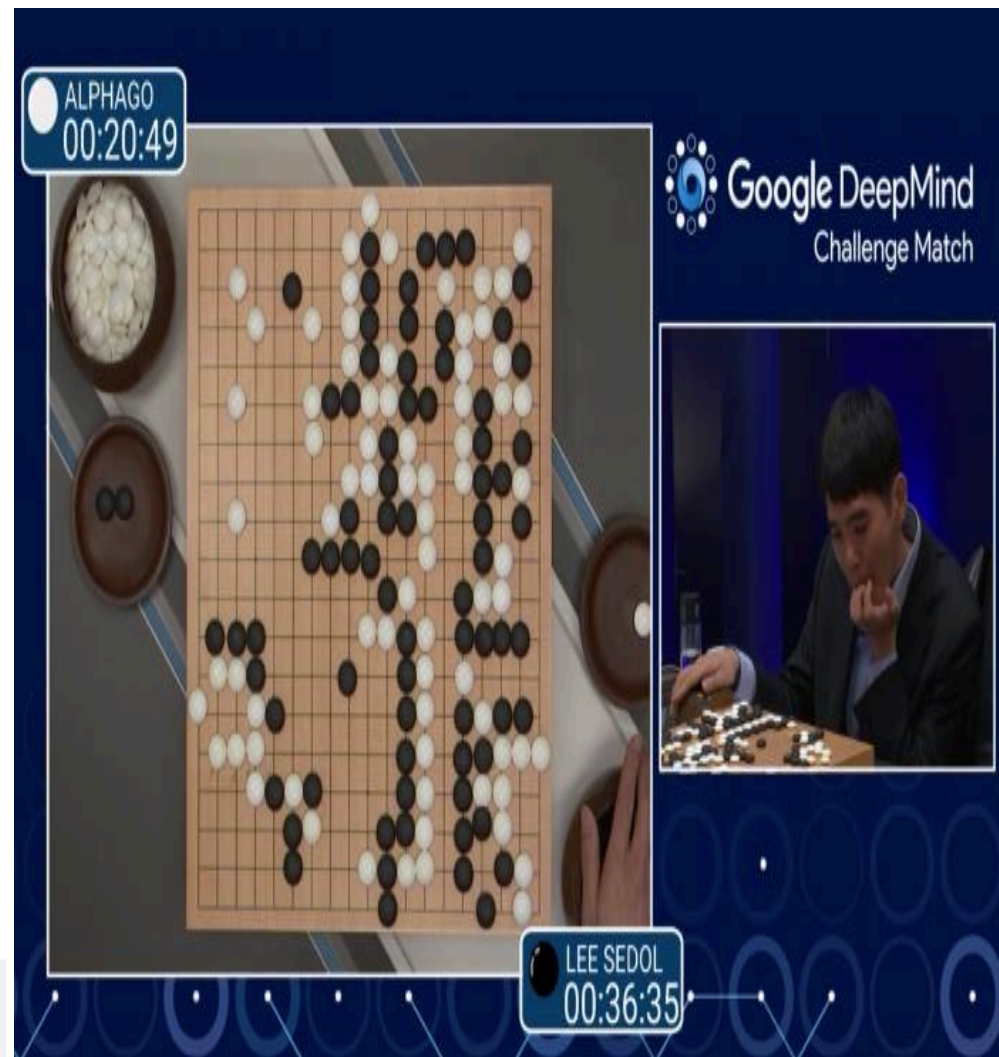 ALPHAGO
00:20:49
Google DeepMind
Challenge Match
LEE SEDOL
00:36:35